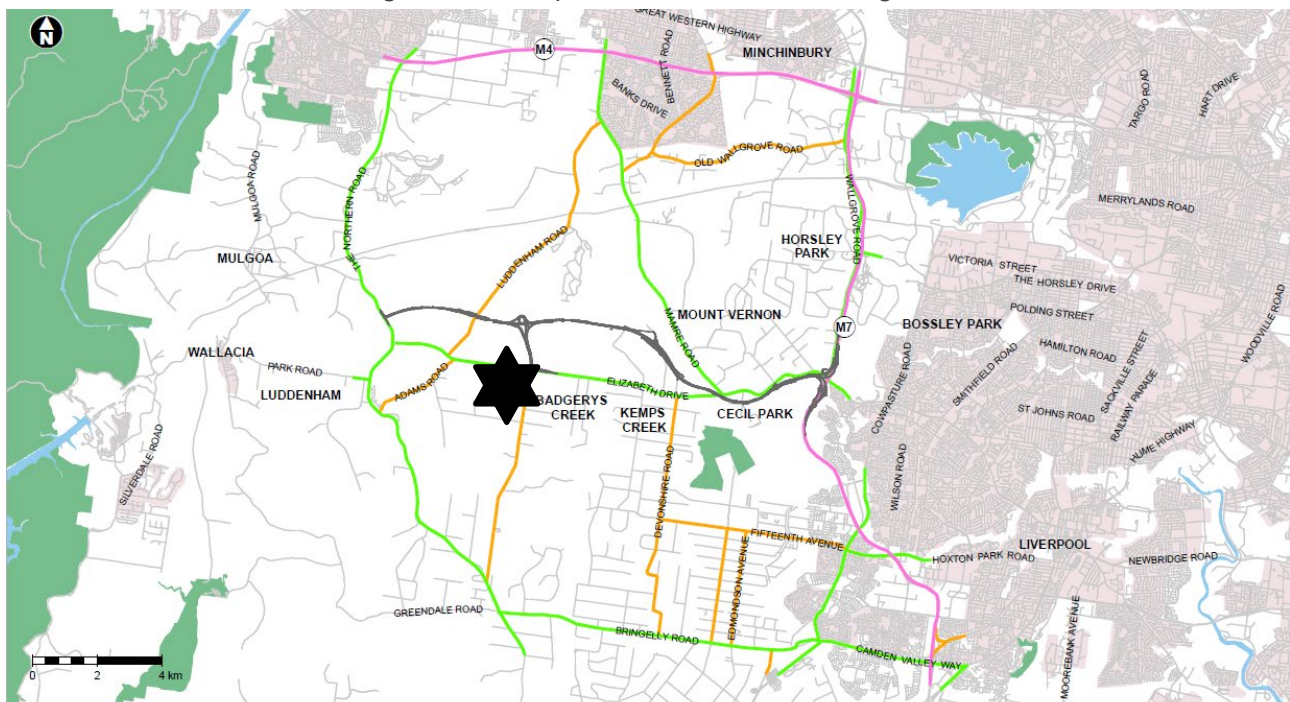 N
GREAT WESTERN HIGHWAY
M4
MINCHINBURY
BENNETT ROAD
BANKS DRIVE
TARGO ROAD
HART DRIVE
OLD WALLGROVE ROAD
MULGOA ROAD
THE NORTHERN ROAD
WALLGROVE ROAD
MERRYLANDS ROAD
LUDDENHAM ROAD
HORSLEY
PARK
MULGOA
VICTORIA STREET
THE HORSLEY DRIVE
MAMRE ROAD
MOUNT VERNON
POLDING STREET
M7
BOSSLEY PARK
WOODVILLE ROAD
HAMILTON ROAD
SMITHFIELD ROAD
SACKVILLE STREET
WALLACIA
PARK ROAD
ADAMS ROAD
LUDDENHAM
ELIZABETH DRIVE
BADGERYS
CREEK
KEMPS
CREEK
CECIL PARK
COWPASTURE ROAD
ST JOHNS ROAD
RAILWAY PARADE
HUME HIGHWAY
SILVERDALE ROAD
WILSON ROAD
DEVONSHIRE ROAD
FIFTEENTH AVENUE
LIVERPOOL
HOXTON PARK ROAD
NEWBRIDGE ROAD
EDMONDSON AVENUE
GREENDALE ROAD
BRINGELLY ROAD
CAMDEN VALLEY WAY
MOOREBANK AVENUE
0 2 4 km